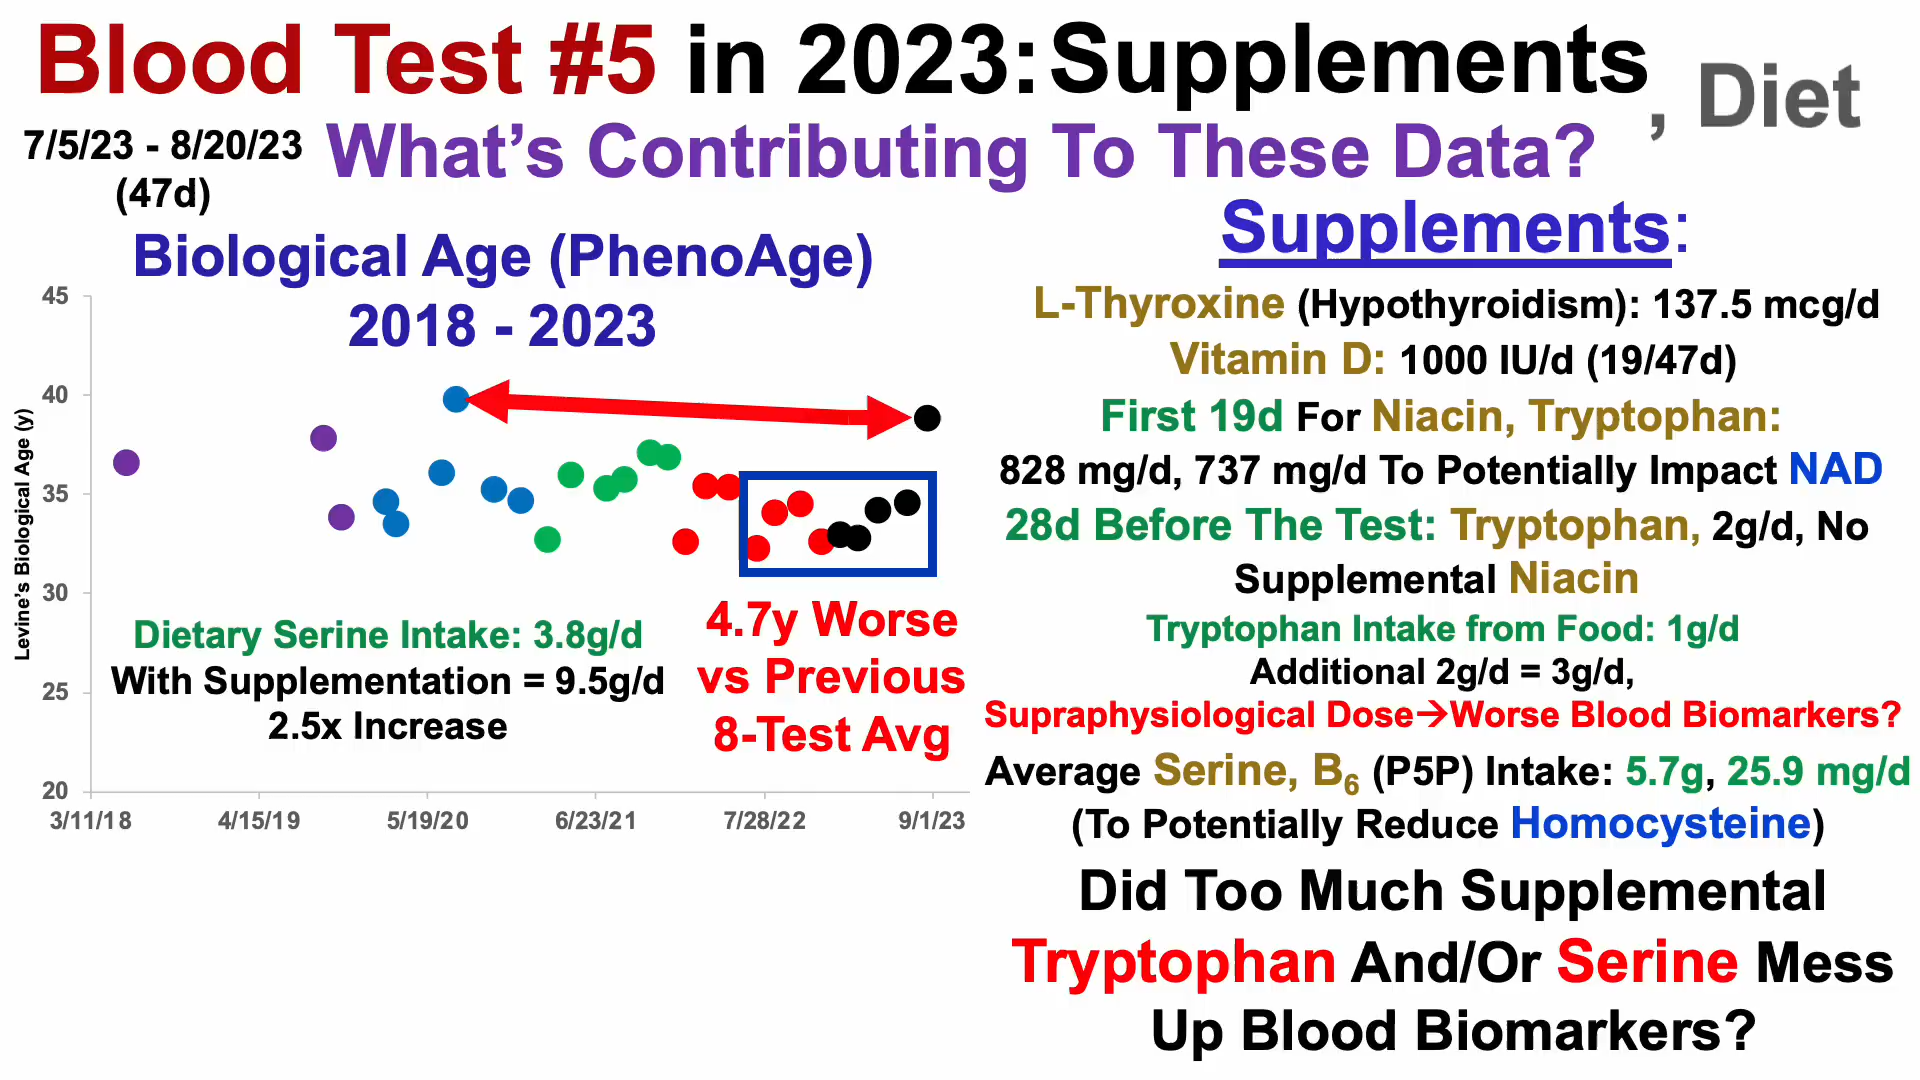 Blood Test #5 in 2023: Supplements, Diet
7/5/23 - 8/20/23
(47d)
What's Contributing To These Data?
Biological Age (PhenoAge)
2018 - 2023
Levine's Biological Age (y)
45
40
35
30
25
20
3/11/18
4/15/19
5/19/20
6/23/21
7/28/22
9/1/23
Dietary Serine Intake: 3.8g/d
With Supplementation = 9.5g/d
2.5x Increase
4.7y Worse
vs Previous
8-Test Avg
Supplements:
L-Thyroxine (Hypothyroidism): 137.5 mcg/d
Vitamin D: 1000 IU/d (19/47d)
First 19d For Niacin, Tryptophan:
828 mg/d, 737 mg/d To Potentially Impact NAD
28d Before The Test: Tryptophan, 2g/d, No
Supplemental Niacin
Tryptophan Intake from Food: 1g/d
Additional 2g/d = 3g/d,
Supraphysiological Dose→Worse Blood Biomarkers?
Average Serine, B₆ (P5P) Intake: 5.7g, 25.9 mg/d
(To Potentially Reduce Homocysteine)
Did Too Much Supplemental
Tryptophan And/Or Serine Mess
Up Blood Biomarkers?